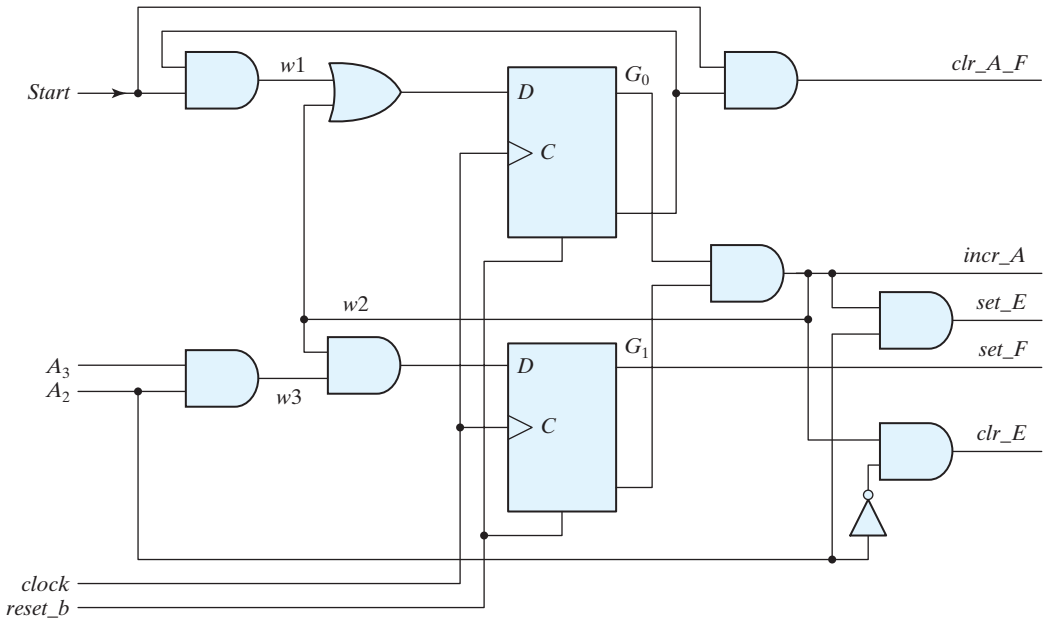 Start
w1
D
G₀
C
clr_A_F
incr_A
set_E
w2
D
G₁
set_F
A₃
A₂
w3
C
clr_E
clock
reset_b